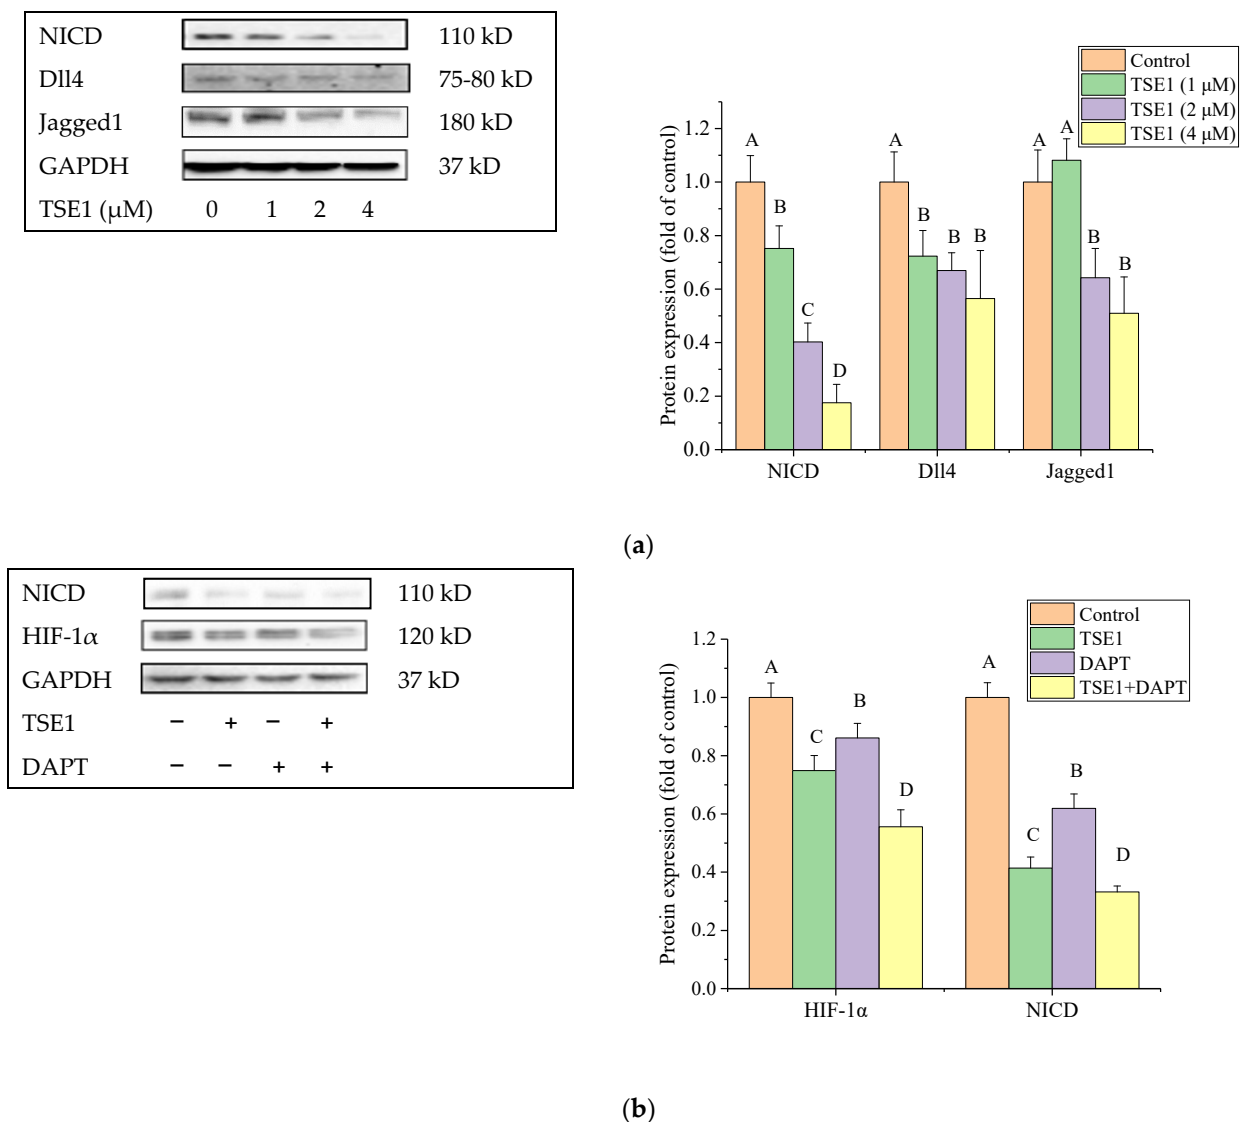 NICD 110 kD
Dll4 75-80 kD
Jagged1 180 kD
GAPDH 37 kD
TSE1 (μM) 0 1 2 4
Control
TSE1 (1 μM)
TSE1 (2 μM)
TSE1 (4 μM)
Protein expression (fold of control)
1.2
1.0
0.8
0.6
0.4
0.2
0.0
A B C D
A B B B
A A B B
NICD Dll4 Jagged1
(a)
NICD 110 kD
HIF-1α 120 kD
GAPDH 37 kD
TSE1 − + − +
DAPT − − + +
Control
TSE1
DAPT
TSE1+DAPT
Protein expression (fold of control)
1.2
1.0
0.8
0.6
0.4
0.2
0.0
A C B D
A C B D
HIF-1α NICD
(b)